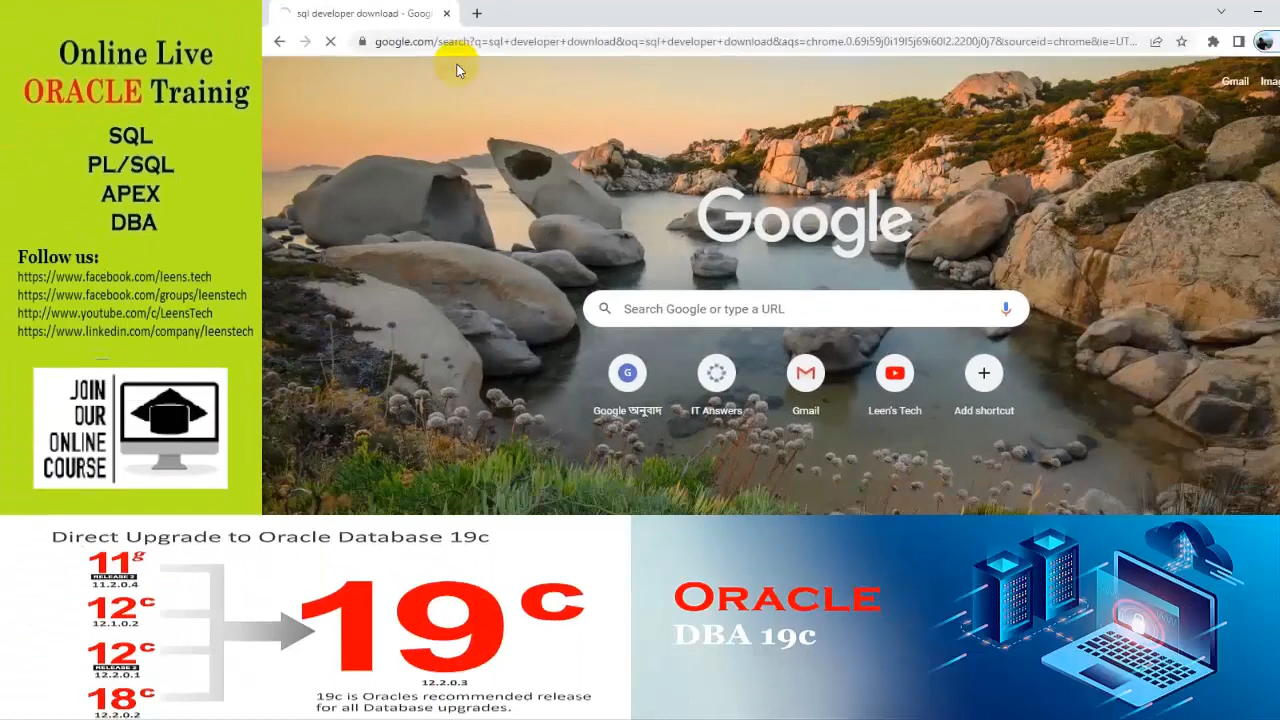 Online Live
ORACLE Trainig
SQL
PL/SQL
APEX
DBA
Follow us:
https://www.facebook.com/leens.tech
https://www.facebook.com/groups/leenstech
http://www.youtube.com/c/LeensTech
https://www.linkedin.com/company/leenstech
JOIN
OUR
ONLINE
COURSE
sql developer download - Goog
google.com/search?q=sql+developer+download&oq=sql+developer+download&aqs=chrome.0.69i59j0i19l5j69i60l2.2200j0j7&sourceid=chrome&ie=UT...
Gmail Imag
Google
Search Google or type a URL
G
Google অনুবাদ
IT Answers
Gmail
Leen's Tech
Add shortcut
Direct Upgrade to Oracle Database 19c
11g
RELEASE 2
11.2.0.4
12c
12.1.0.2
12c
RELEASE 2
12.2.0.1
18c
12.2.0.2
19c
12.2.0.3
19c is Oracles recommended release
for all Database upgrades.
ORACLE
DBA 19c